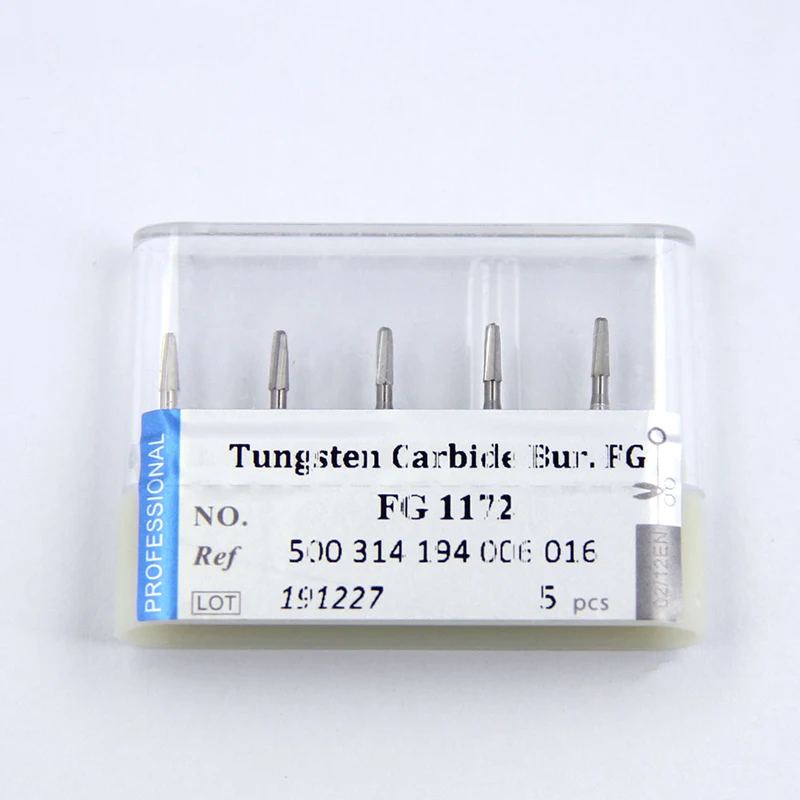 Tungsten Carbide Bur. FG
PROFESSIONAL
NO. FG 1172
Ref 500 314 194 006 016
LOT 191227 5 pcs
02/12EN